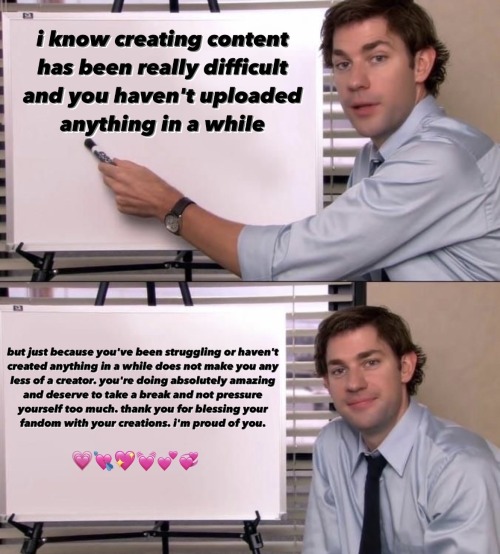 i know creating content
has been really difficult
and you haven't uploaded
anything in a while
but just because you've been struggling or haven't
created anything in a while does not make you any
less of a creator. you're doing absolutely amazing
and deserve to take a break and not pressure
yourself too much. thank you for blessing your
fandom with your creations. i'm proud of you.
💗💘💖💓💕💞